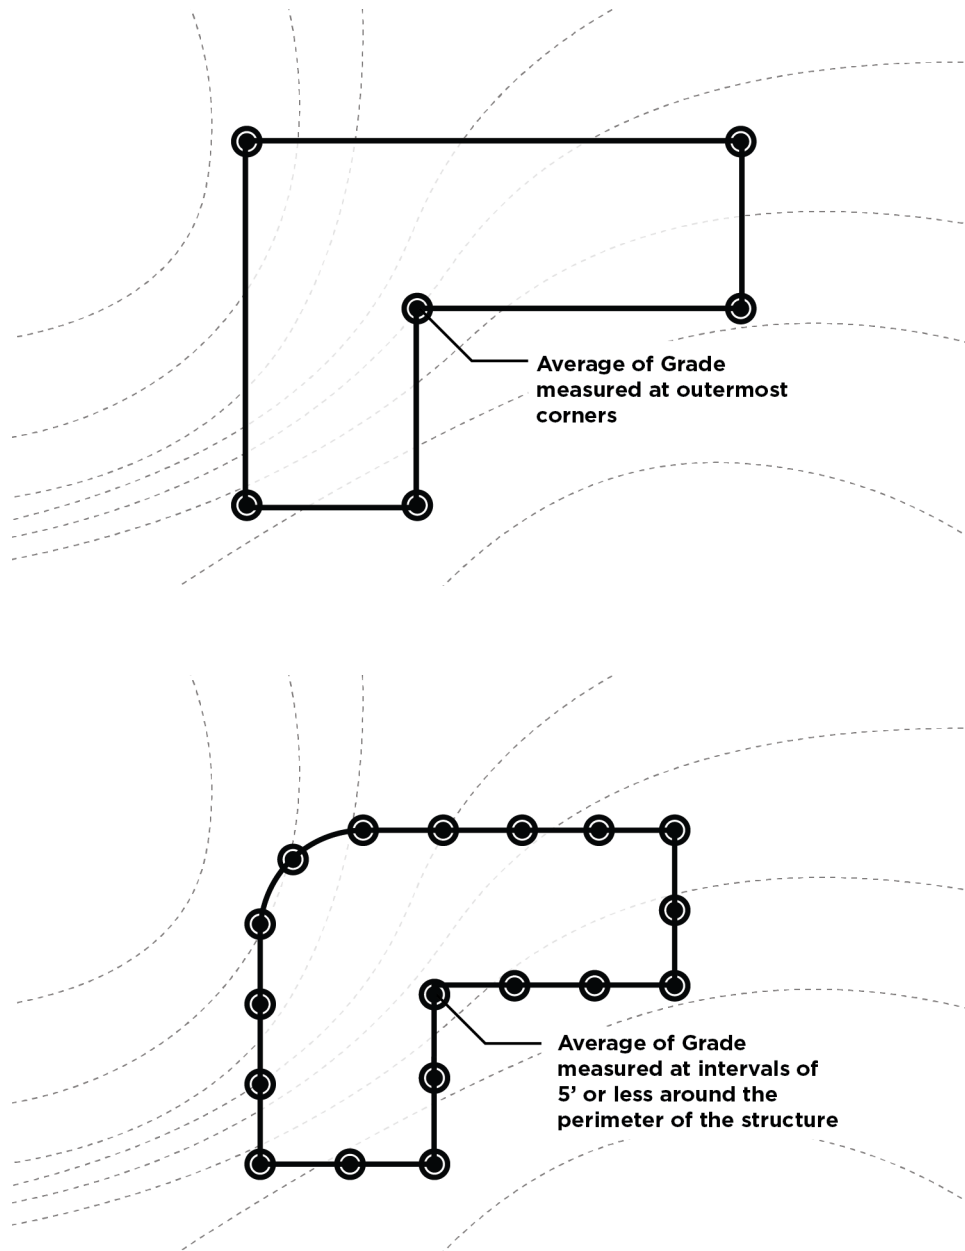 Average of Grade
measured at outermost
corners
Average of Grade
measured at intervals of
5’ or less around the
perimeter of the structure